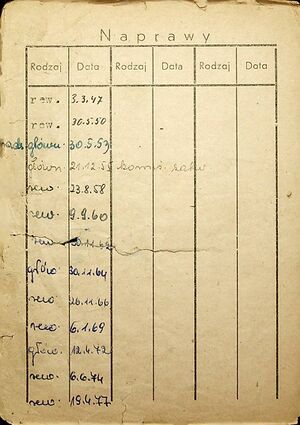 Naprawy
Rodzaj Data Rodzaj Data Rodzaj Data
rew. 3.3.47
rew. 30.5.50
nadz. główn. 30.5.53
główn. 21.12.55
rew. 23.8.58
rew. 9.9.60
rew. 30.11.62
główn. 30.11.64
rew. 26.11.66
rew. 6.1.69
główn. 12.4.72
rew. 6.6.74
rew. 19.4.77